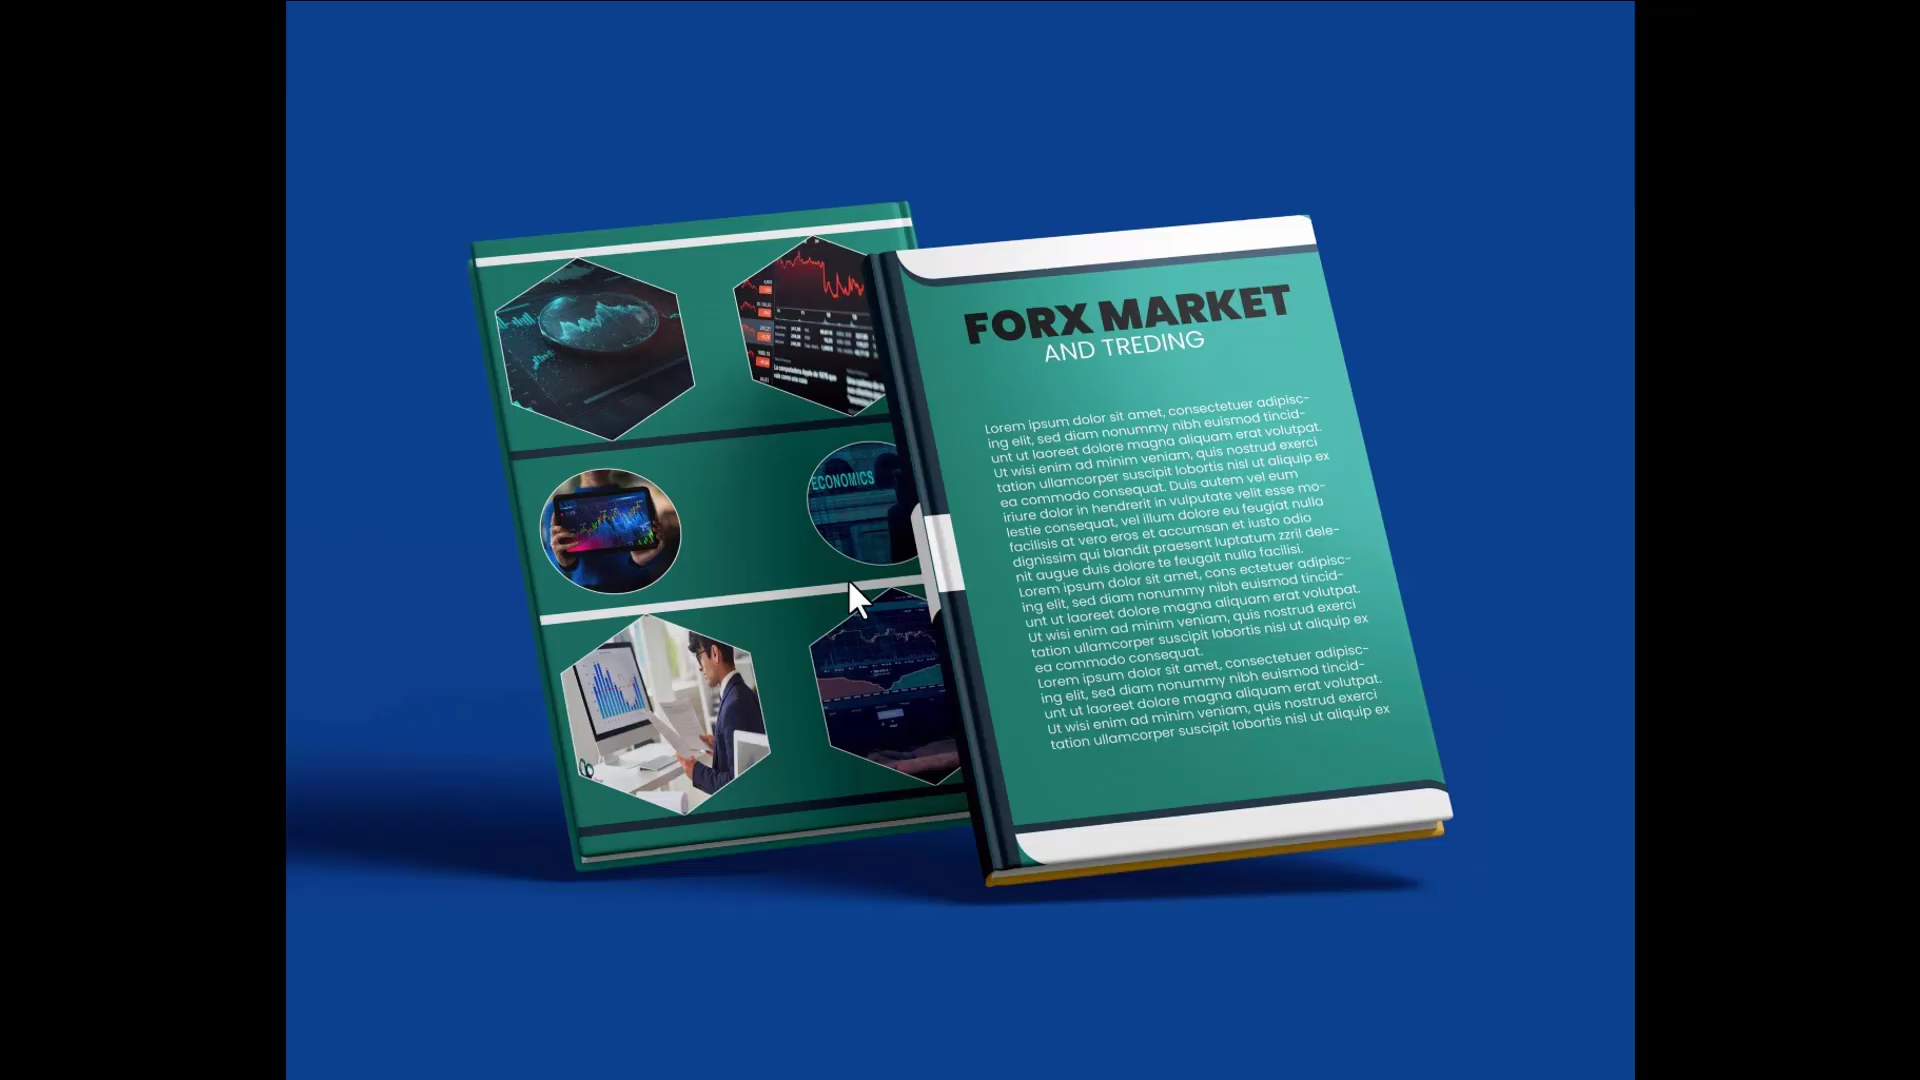 ECONOMICS
FORX MARKET
AND TREDING
Lorem ipsum dolor sit amet, consectetuer adipisc-
ing elit, sed diam nonummy nibh euismod tincid-
unt ut laoreet dolore magna aliquam erat volutpat.
Ut wisi enim ad minim veniam, quis nostrud exerci
tation ullamcorper suscipit lobortis nisl ut aliquip ex
ea commodo consequat. Duis autem vel eum
iriure dolor in hendrerit in vulputate velit esse mo-
lestie consequat, vel illum dolore eu feugiat nulla
facilisis at vero eros et accumsan et iusto odio
dignissim qui blandit praesent luptatum zzril dele-
nit augue duis dolore te feugait nulla facilisi.
Lorem ipsum dolor sit amet, cons ectetuer adipisc-
ing elit, sed diam nonummy nibh euismod tincid-
unt ut laoreet dolore magna aliquam erat volutpat.
Ut wisi enim ad minim veniam, quis nostrud exerci
tation ullamcorper suscipit lobortis nisl ut aliquip ex
ea commodo consequat.
Lorem ipsum dolor sit amet, consectetuer adipisc-
ing elit, sed diam nonummy nibh euismod tincid-
unt ut laoreet dolore magna aliquam erat volutpat.
Ut wisi enim ad minim veniam, quis nostrud exerci
tation ullamcorper suscipit lobortis nisl ut aliquip ex